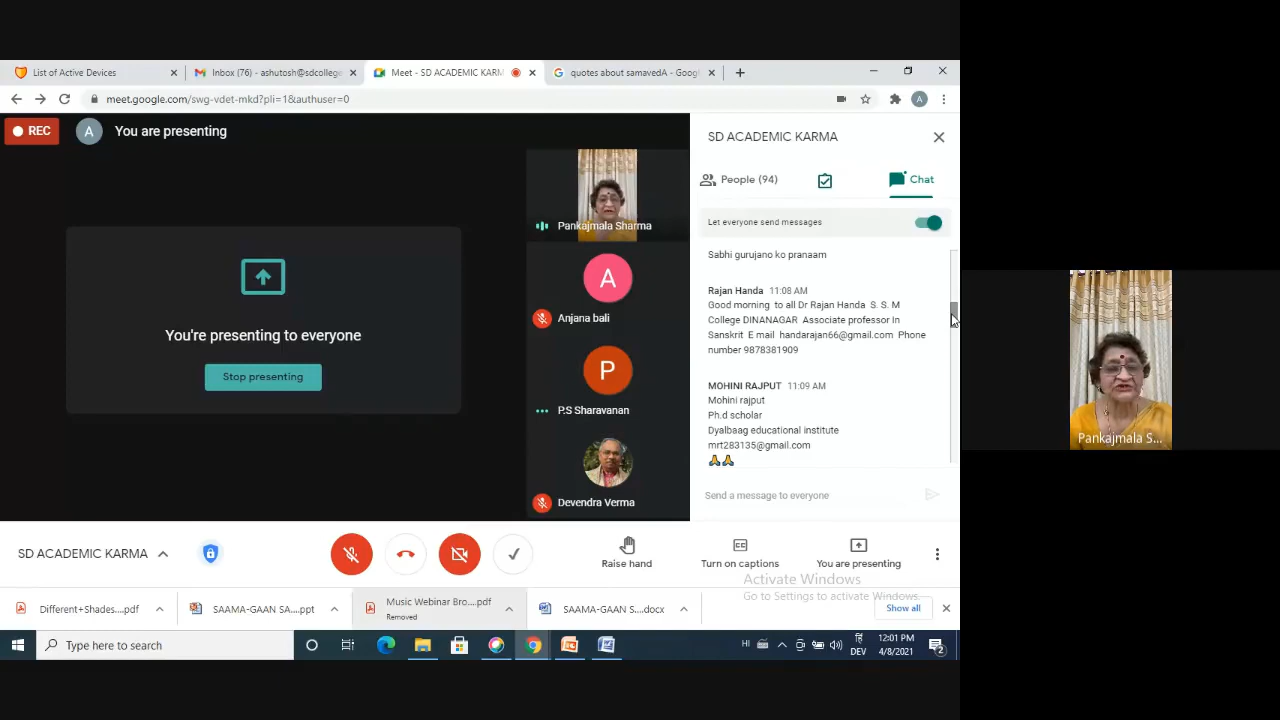 List of Active Devices
Inbox (76) - ashutosh@sdcollege
Meet - SD ACADEMIC KARM
quotes about samavedA - Goog
meet.google.com/swg-vdet-mkd?pli=1&authuser=0
A
REC
A
You are presenting
You're presenting to everyone
Stop presenting
Pankajmala Sharma
A
Anjana bali
P
P.S Sharavanan
Devendra Verma
SD ACADEMIC KARMA
People (94)
Chat
Let everyone send messages
Sabhi gurujano ko pranaam
Rajan Handa 11:08 AM
Good morning to all Dr Rajan Handa S. S. M
College DINANAGAR Associate professor In
Sanskrit E mail handarajan66@gmail.com Phone
number 9878381909
MOHINI RAJPUT 11:09 AM
Mohini rajput
Ph.d scholar
Dyalbaag educational institute
mrt283135@gmail.com
🙏🙏
Send a message to everyone
Pankajmala S...
SD ACADEMIC KARMA
Raise hand
Turn on captions
You are presenting
Activate Windows
Go to Settings to activate Windows.
Different+Shades....pdf
SAAMA-GAAN SA....ppt
Music Webinar Bro....pdf
Removed
SAAMA-GAAN S....docx
Show all
Type here to search
HI
हि
DEV
12:01 PM
4/8/2021
2